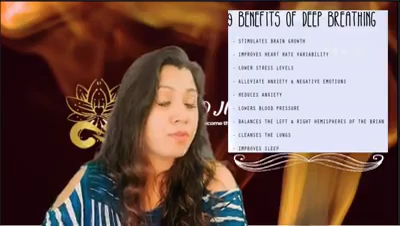 9 BENEFITS OF DEEP BREATHING
- STIMULATES BRAIN GROWTH
- IMPROVES HEART RATE VARIABILITY
- LOWER STRESS LEVELS
- ALLEVIATE ANXIETY & NEGATIVE EMOTIONS
- REDUCES ANXIETY
- LOWERS BLOOD PRESSURE
- BALANCES THE LEFT & RIGHT HEMISPHERES OF THE BRIAN
- CLEANSES THE LUNGS
- IMPROVES SLEEP